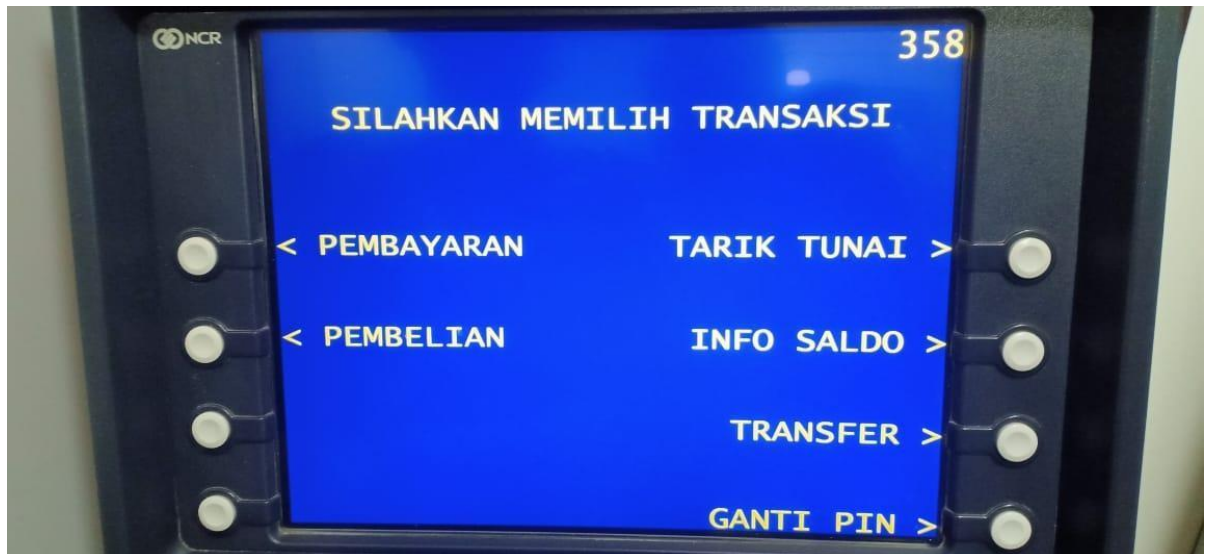 NCR
358
SILAHKAN MEMILIH TRANSAKSI
< PEMBAYARAN TARIK TUNAI >
< PEMBELIAN INFO SALDO >
TRANSFER >
GANTI PIN >